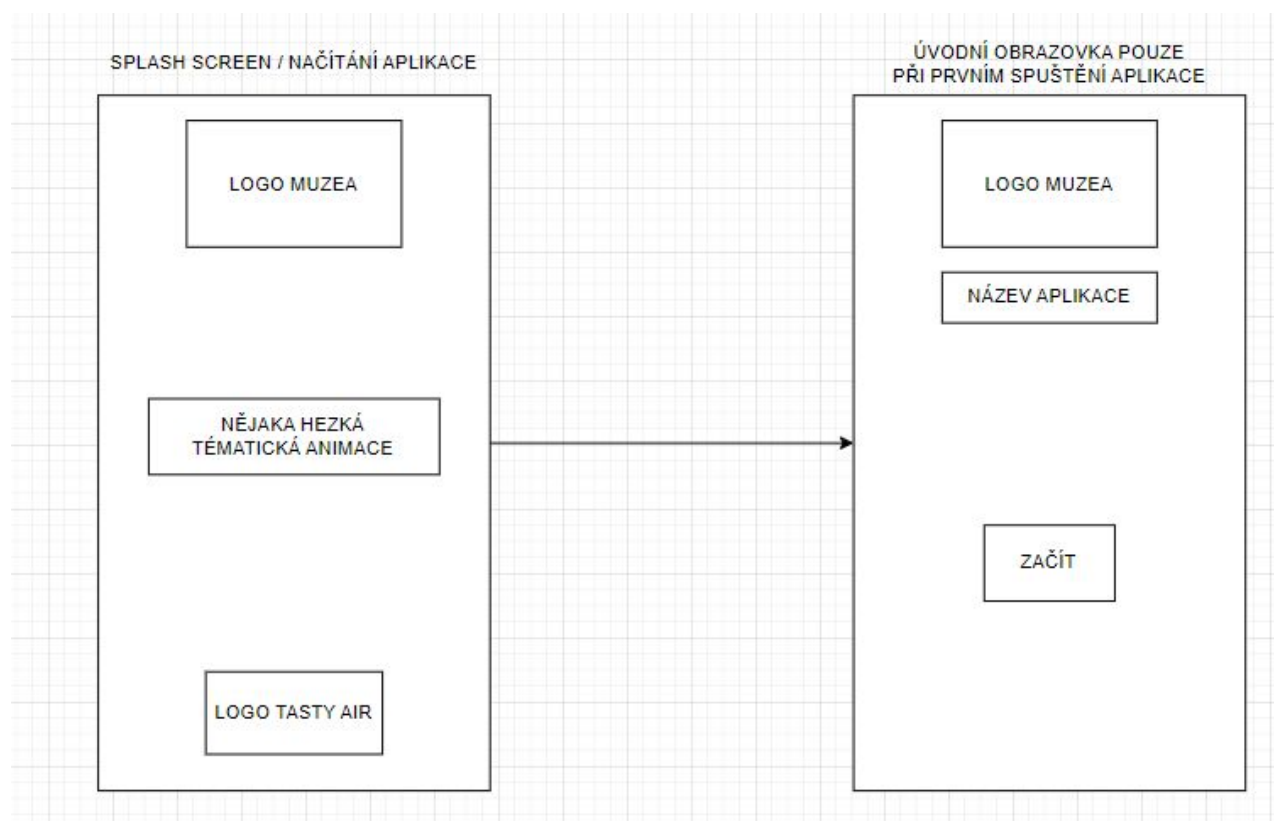 SPLASH SCREEN / NAČÍTÁNÍ APLIKACE
LOGO MUZEA
NĚJAKA HEZKÁ
TÉMATICKÁ ANIMACE
LOGO TASTY AIR
ÚVODNÍ OBRAZOVKA POUZE
PŘI PRVNÍM SPUŠTĚNÍ APLIKACE
LOGO MUZEA
NÁZEV APLIKACE
ZAČÍT